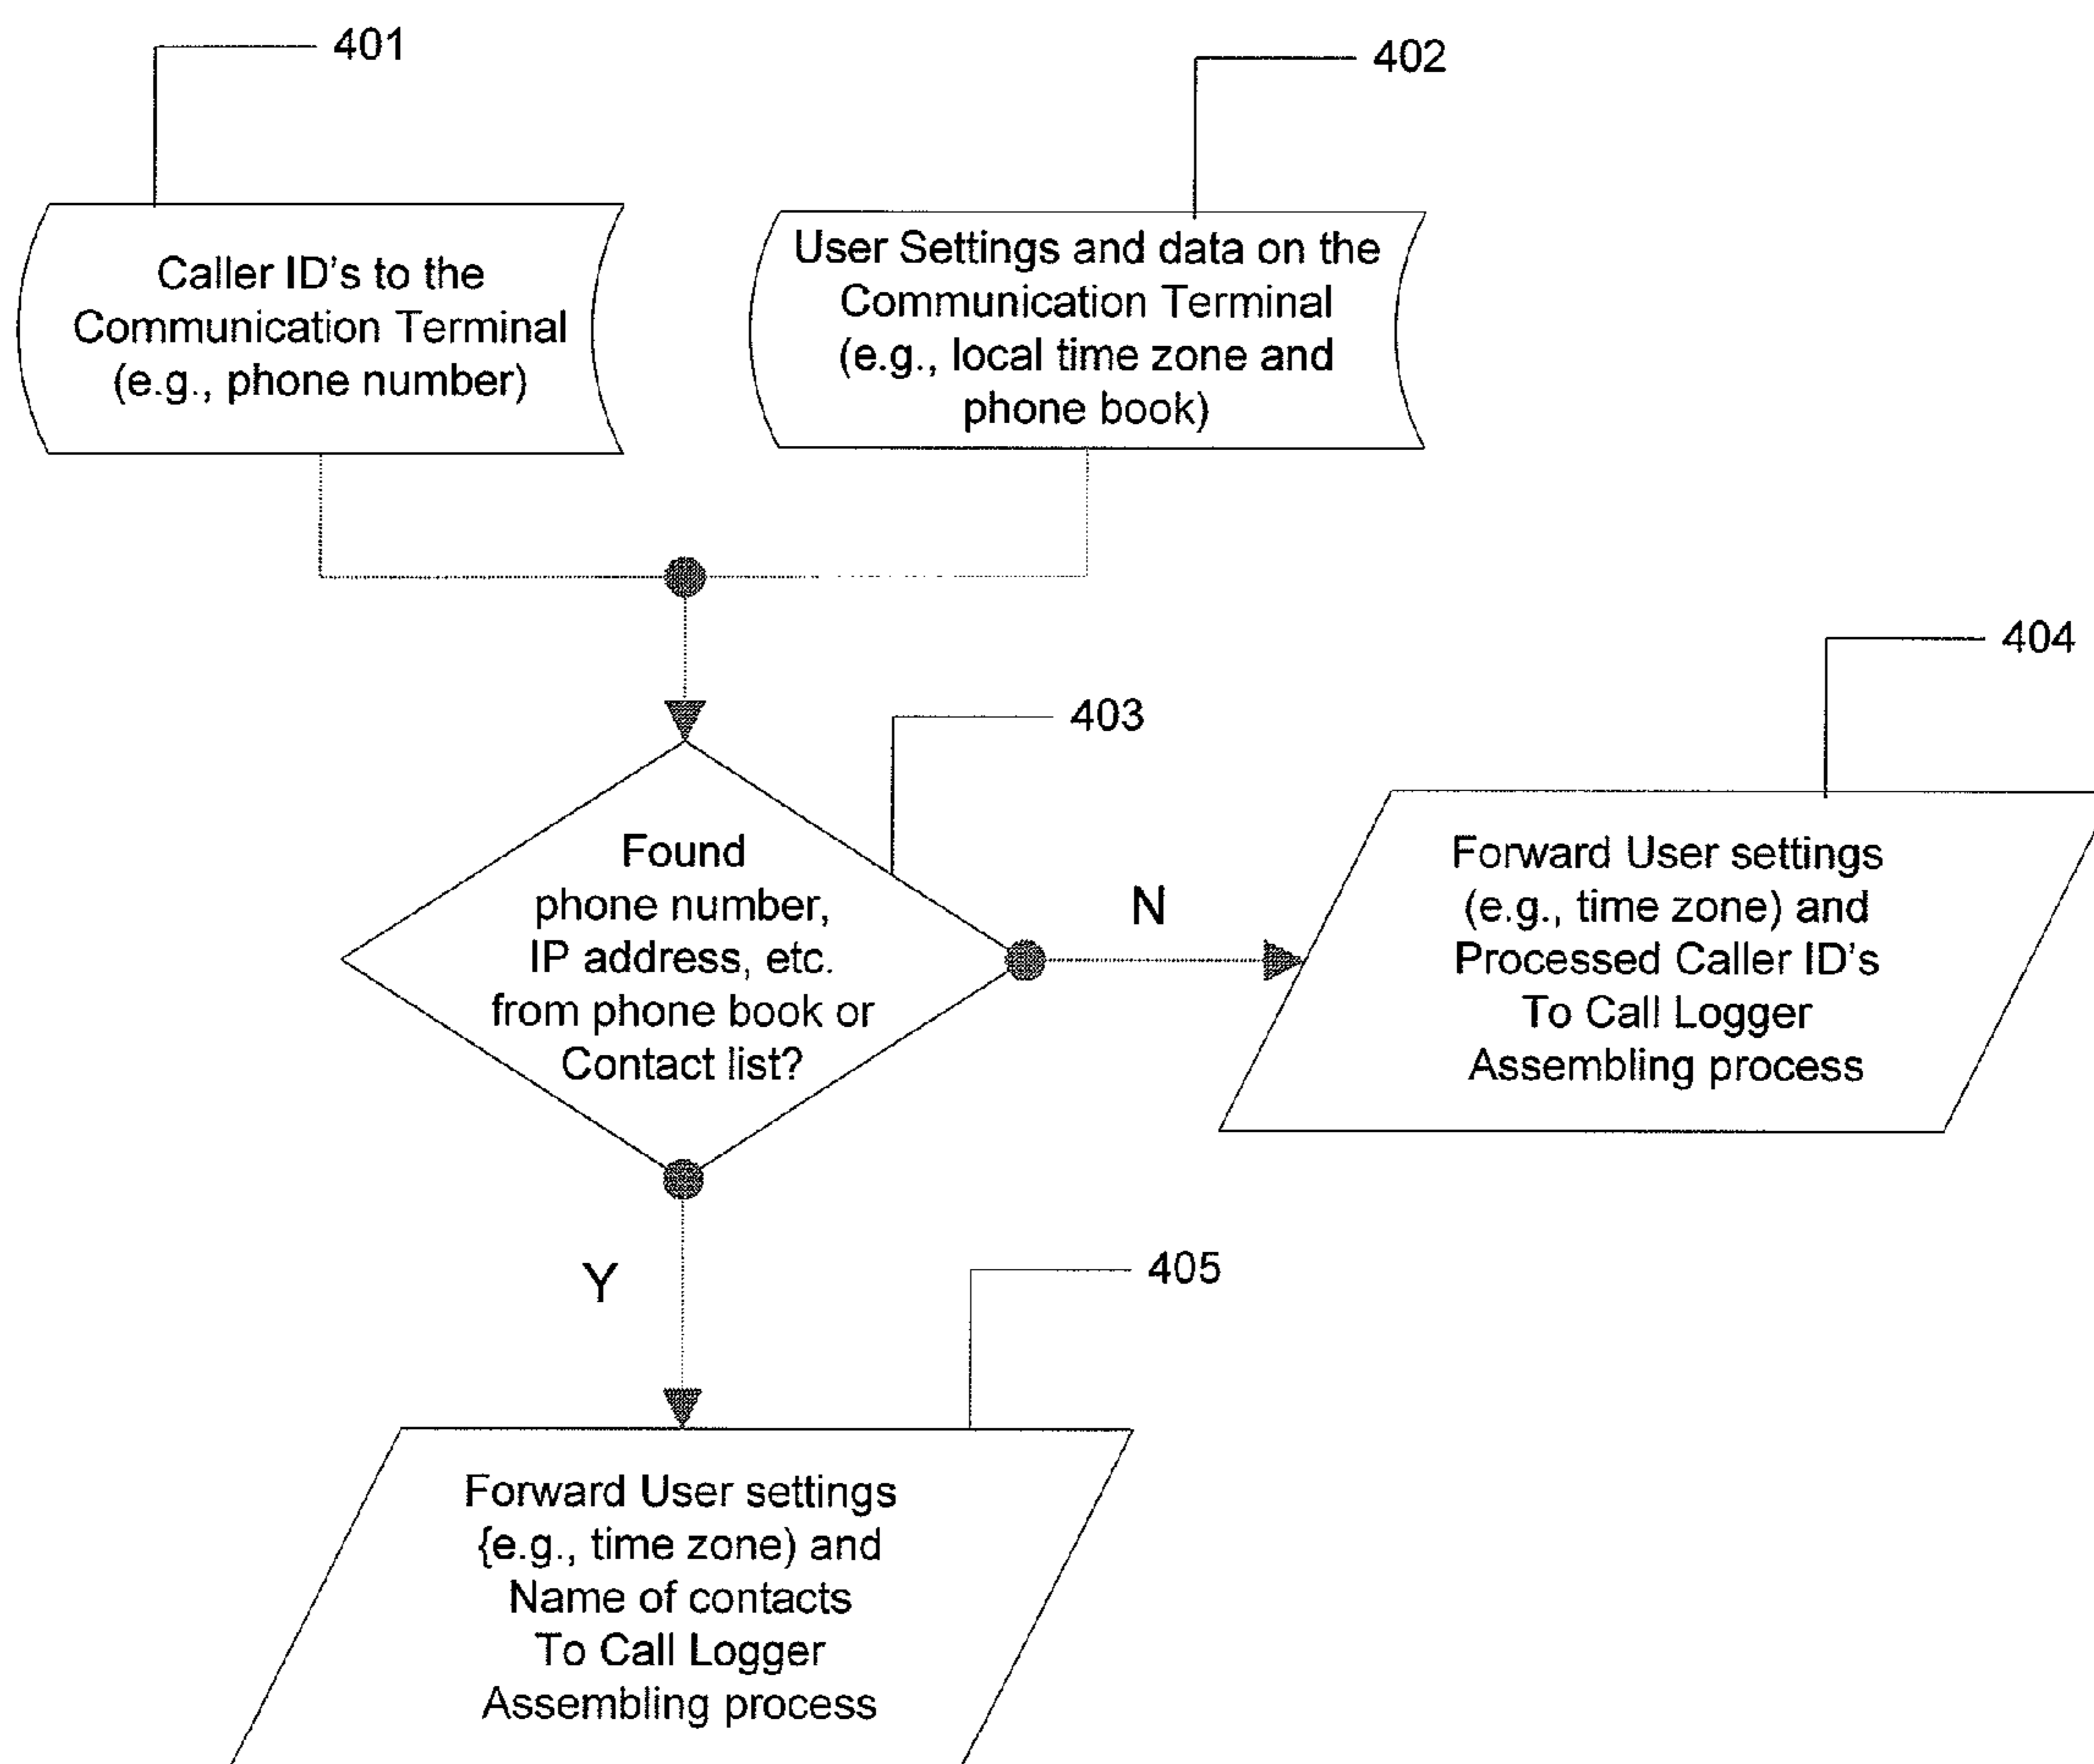 401
402
Caller ID's to the
Communication Terminal
(e.g., phone number)
User Settings and data on the
Communication Terminal
(e.g., local time zone and
phone book)
403
404
Found
phone number,
IP address, etc.
from phone book or
Contact list?
N
Forward User settings
(e.g., time zone) and
Processed Caller ID's
To Call Logger
Assembling process
Y
405
Forward User settings
{e.g., time zone) and
Name of contacts
To Call Logger
Assembling process